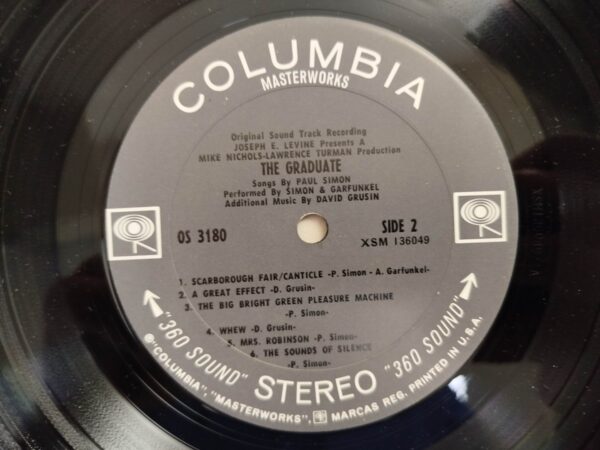 COLUMBIA
MASTERWORKS
Original Sound Track Recording
JOSEPH E. LEVINE Presents A
MIKE NICHOLS-LAWRENCE TURMAN Production
THE GRADUATE
Songs By PAUL SIMON
Performed By SIMON & GARFUNKEL
Additional Music By DAVID GRUSIN
OS 3180
SIDE 2
XSM 136049
1. SCARBOROUGH FAIR/CANTICLE -P. Simon - A. Garfunkel-
2. A GREAT EFFECT -D. Grusin-
3. THE BIG BRIGHT GREEN PLEASURE MACHINE
-P. Simon-
4. WHEW -D. Grusin-
5. MRS. ROBINSON -P. Simon-
6. THE SOUNDS OF SILENCE
-P. Simon-
"360 SOUND" STEREO "360 SOUND"
℗"COLUMBIA", "MASTERWORKS", MARCAS REG. PRINTED IN U.S.A.